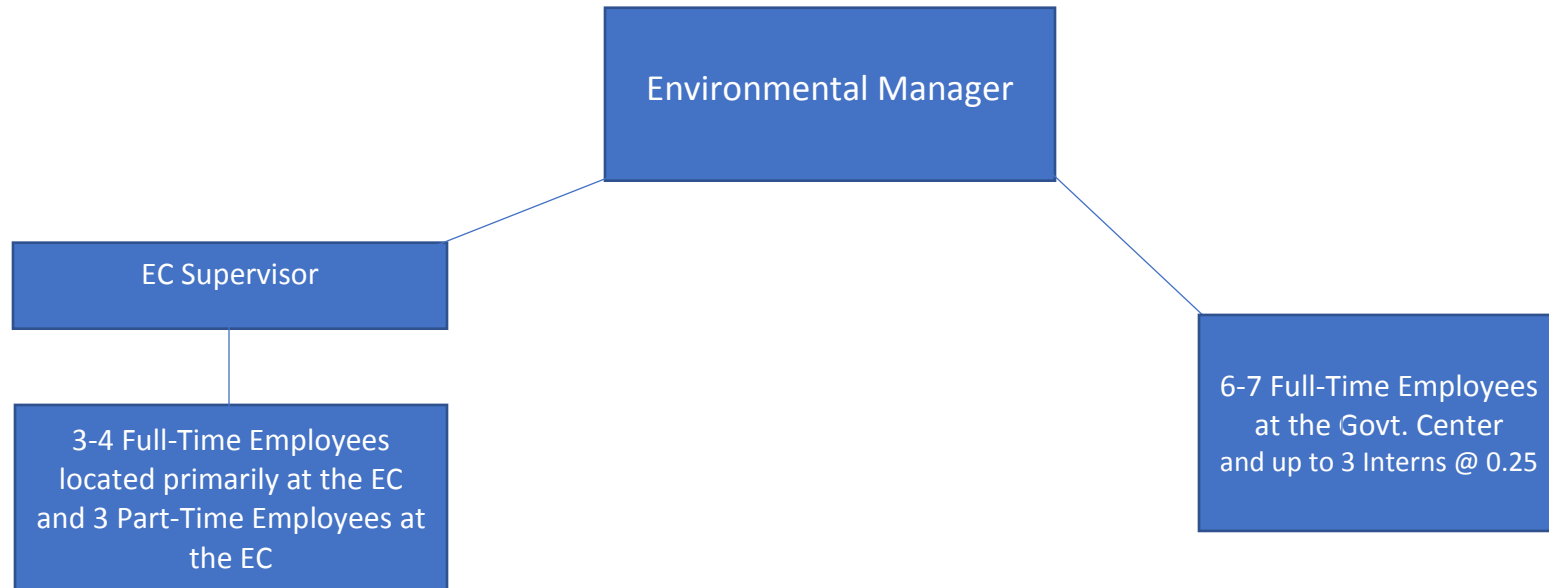 Environmental Manager
EC Supervisor
3-4 Full-Time Employees
located primarily at the EC
and 3 Part-Time Employees at
the EC
6-7 Full-Time Employees
at the Govt. Center
and up to 3 Interns @ 0.25